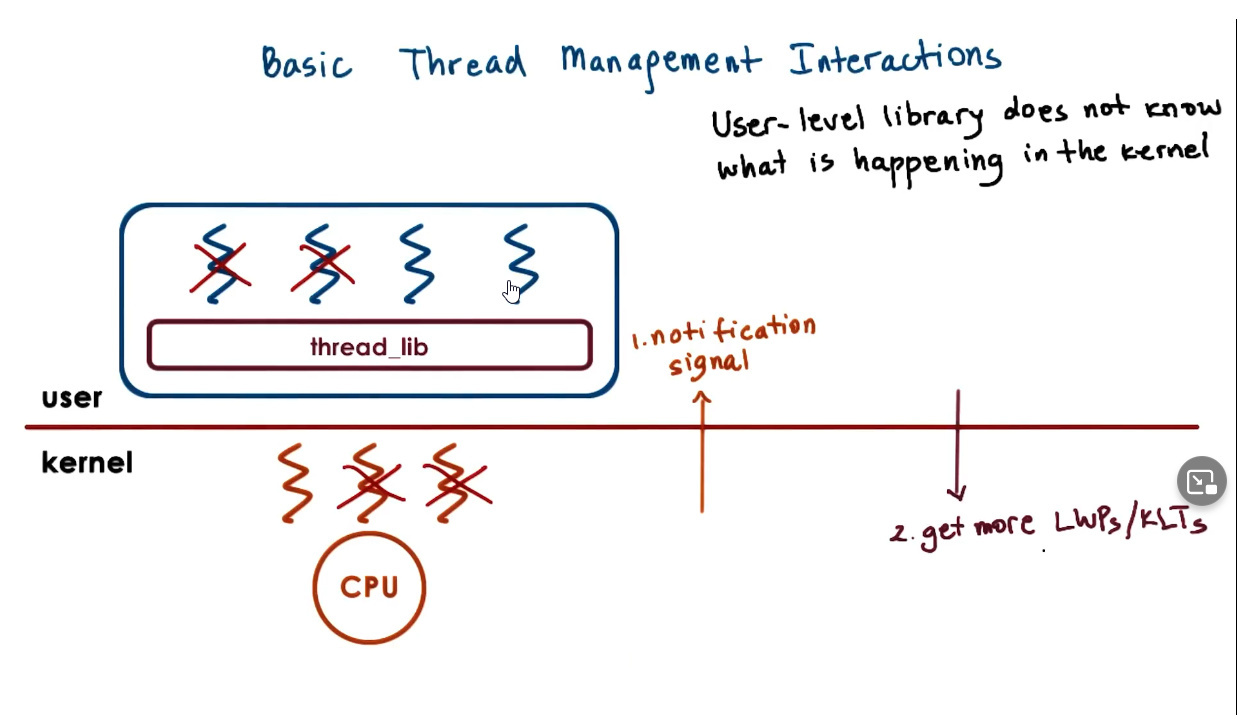 Basic Thread Management Interactions
User-level library does not know
what is happening in the kernel
thread_lib
1. notification
signal
user
kernel
2. get more LWPs/KLTs
CPU